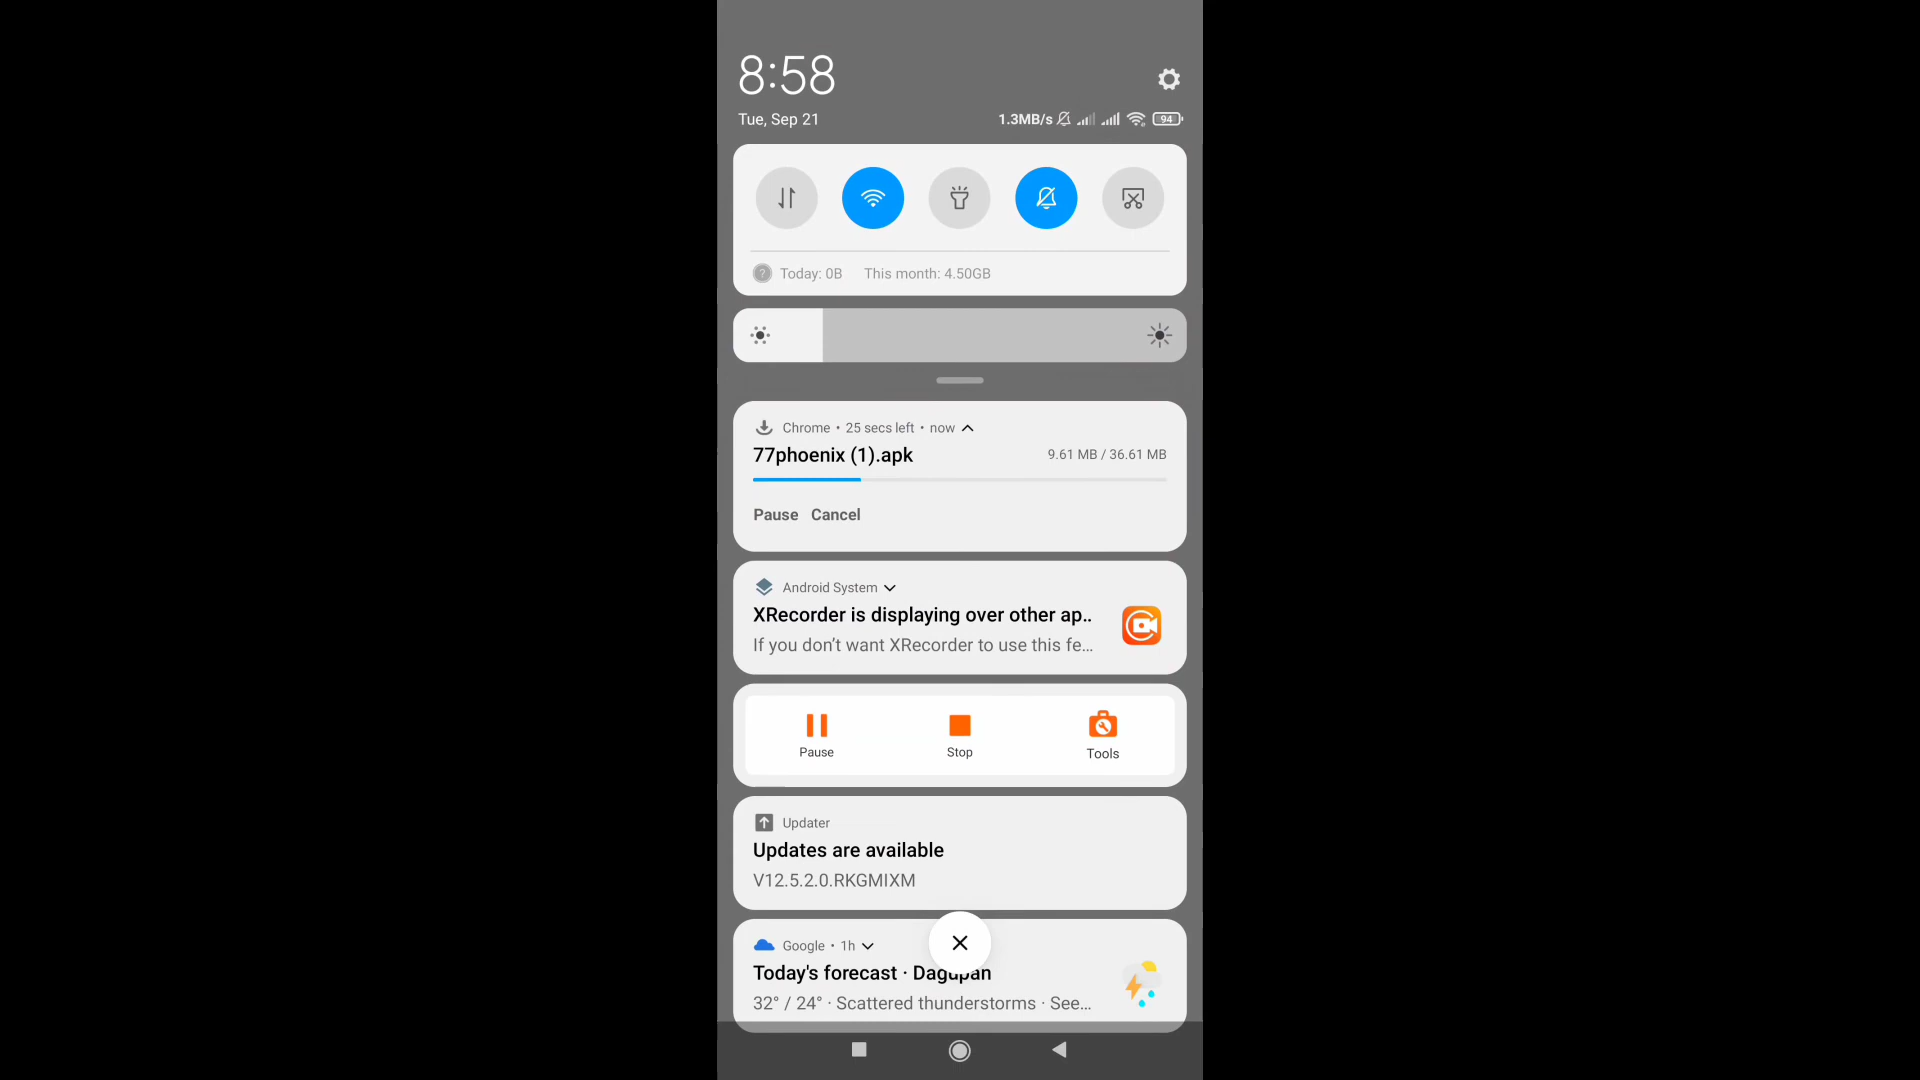 8:58
Tue, Sep 21
1.3MB/s
94
Today: 0B This month: 4.50GB
Chrome • 25 secs left • now
77phoenix (1).apk
9.61 MB / 36.61 MB
Pause Cancel
Android System
XRecorder is displaying over other ap..
If you don’t want XRecorder to use this fe...
Pause
Stop
Tools
Updater
Updates are available
V12.5.2.0.RKGMIXM
Google • 1h
Today's forecast · Dagupan
32° / 24° · Scattered thunderstorms · See...